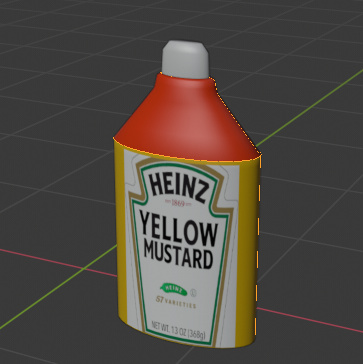 HEINZ
1869
YELLOW
MUSTARD
HEINZ
57 VARIETIES
NET WT. 13 OZ (368g)